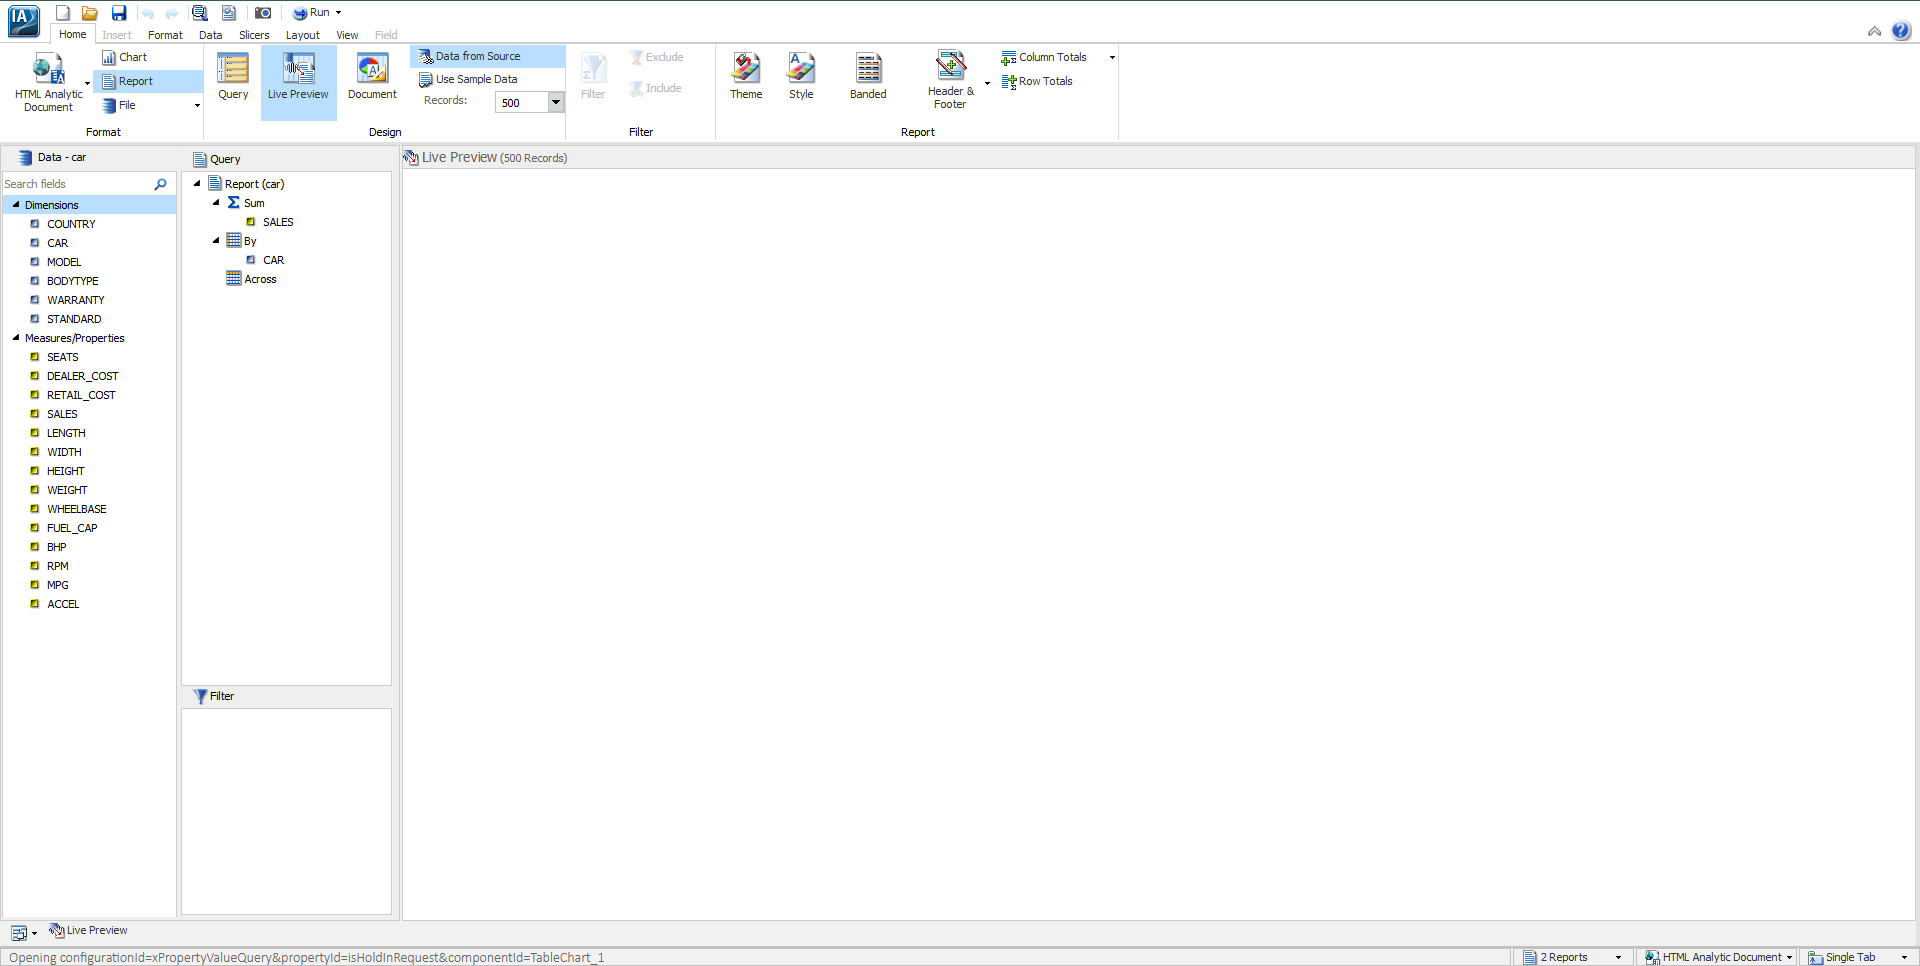 IA
Run
Home Insert Format Data Slicers Layout View Field
HTML Analytic Document
Chart
Report
File
Format
Query
Live Preview
Document
Data from Source
Use Sample Data
Records: 500
Design
Filter
Exclude
Include
Filter
Theme
Style
Banded
Header & Footer
Column Totals
Row Totals
Report
Data - car
Search fields
Dimensions
COUNTRY
CAR
MODEL
BODYTYPE
WARRANTY
STANDARD
Measures/Properties
SEATS
DEALER_COST
RETAIL_COST
SALES
LENGTH
WIDTH
HEIGHT
WEIGHT
WHEELBASE
FUEL_CAP
BHP
RPM
MPG
ACCEL
Query
Report (car)
Sum
SALES
By
CAR
Across
Filter
Live Preview (500 Records)
Live Preview
Opening configurationId=xPropertyValueQuery&propertyId=isHoldInRequest&componentId=TableChart_1
2 Reports
HTML Analytic Document
Single Tab